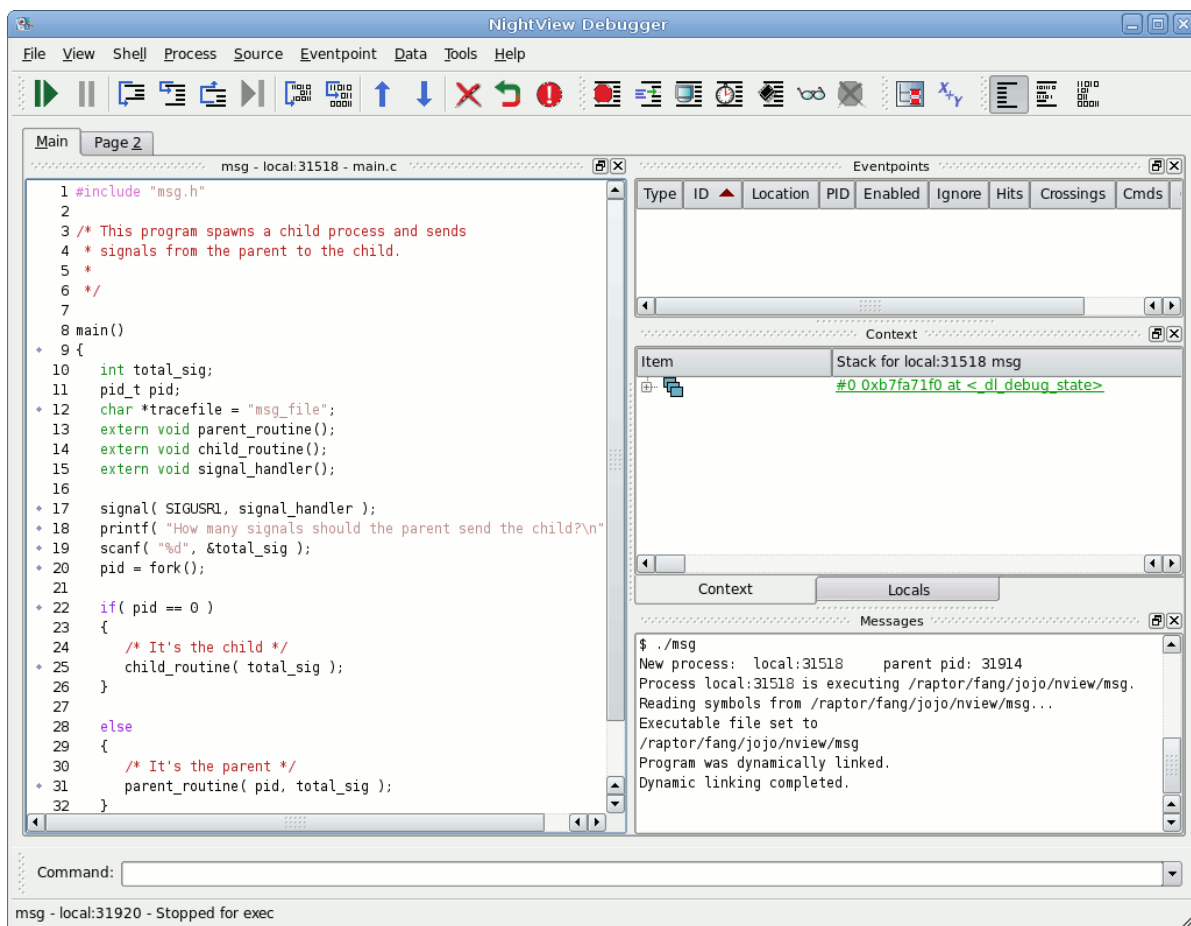 NightView Debugger
File View Shell Process Source Eventpoint Data Tools Help
Main Page 2
msg - local:31518 - main.c
1 #include "msg.h"
2
3 /* This program spawns a child process and sends
4  * signals from the parent to the child.
5  *
6  */
7
8 main()
9 {
10    int total_sig;
11    pid_t pid;
12    char *tracefile = "msg_file";
13    extern void parent_routine();
14    extern void child_routine();
15    extern void signal_handler();
16
17    signal( SIGUSR1, signal_handler );
18    printf( "How many signals should the parent send the child?\n"
19    scanf( "%d", &total_sig );
20    pid = fork();
21
22    if( pid == 0 )
23    {
24       /* It's the child */
25       child_routine( total_sig );
26    }
27
28    else
29    {
30       /* It's the parent */
31       parent_routine( pid, total_sig );
32    }
Eventpoints
Type ID Location PID Enabled Ignore Hits Crossings Cmds
Context
Item Stack for local:31518 msg
#0 0xb7fa71f0 at <_dl_debug_state>
Context Locals
Messages
$ ./msg
New process:  local:31518     parent pid: 31914
Process local:31518 is executing /raptor/fang/jojo/nview/msg.
Reading symbols from /raptor/fang/jojo/nview/msg...
Executable file set to
/raptor/fang/jojo/nview/msg
Program was dynamically linked.
Dynamic linking completed.
Command:
msg - local:31920 - Stopped for exec